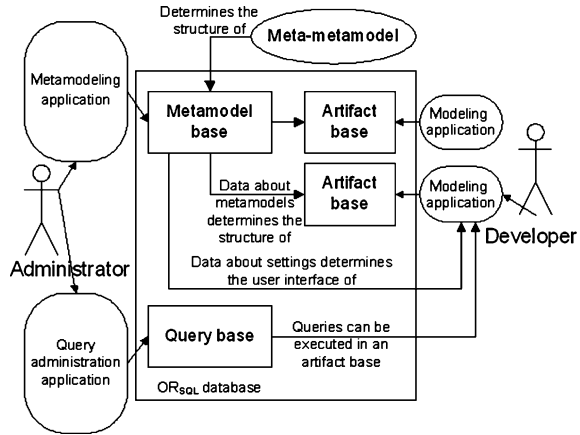 Determines the
structure of
Meta-metamodel
Metamodeling
application
Metamodel
base
Artifact
base
Modeling
application
Artifact
base
Modeling
application
Data about
metamodels
determines the
structure of
Administrator
Developer
Data about settings determines
the user interface of
Query
administration
application
Query base
Queries can be
executed in an
artifact base
ORSQL database